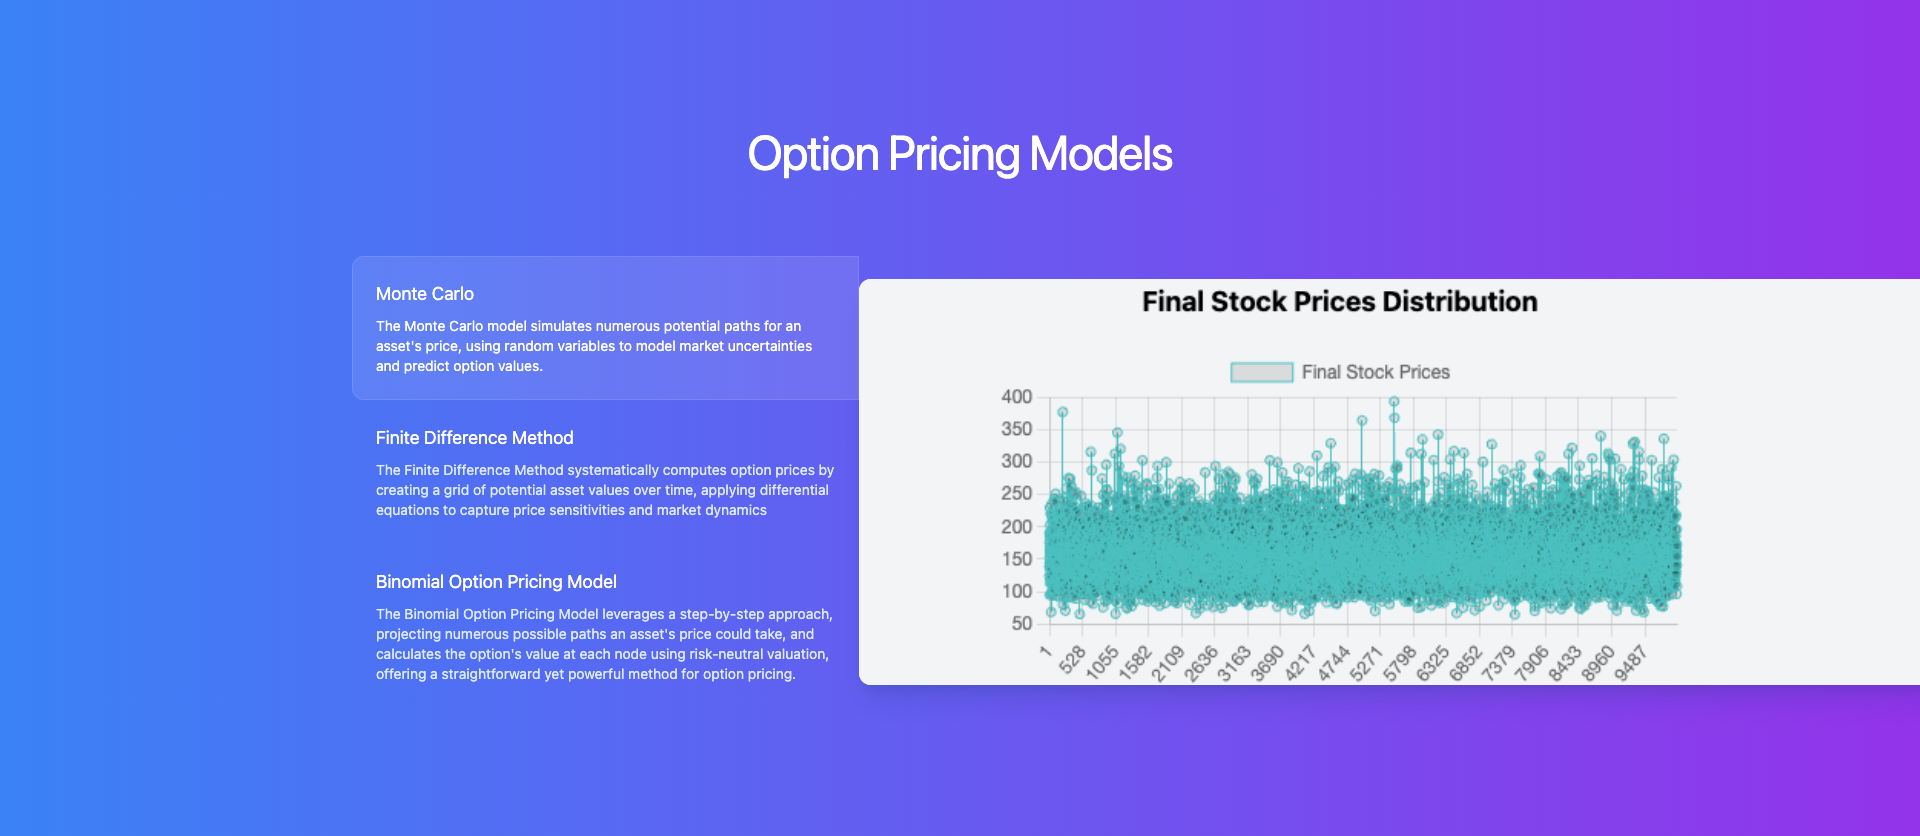 Option Pricing Models
Monte Carlo
The Monte Carlo model simulates numerous potential paths for an
asset's price, using random variables to model market uncertainties
and predict option values.
Finite Difference Method
The Finite Difference Method systematically computes option prices by
creating a grid of potential asset values over time, applying differential
equations to capture price sensitivities and market dynamics
Binomial Option Pricing Model
The Binomial Option Pricing Model leverages a step-by-step approach,
projecting numerous possible paths an asset's price could take, and
calculates the option's value at each node using risk-neutral valuation,
offering a straightforward yet powerful method for option pricing.
Final Stock Prices Distribution
Final Stock Prices
400
350
300
250
200
150
100
50
1 528 1055 1582 2109 2636 3163 3690 4217 4744 5271 5798 6325 6852 7379 7906 8433 8960 9487